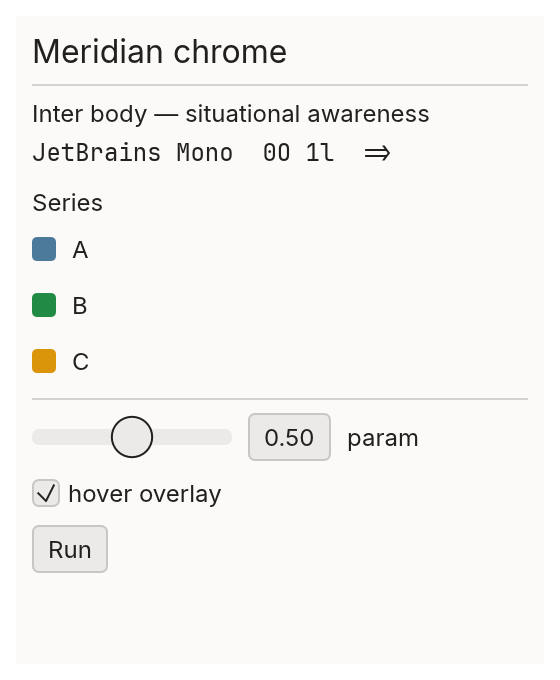 Meridian chrome
Inter body — situational awareness
JetBrains Mono  0O 1l  =>
Series
A
B
C
0.50 param
hover overlay
Run